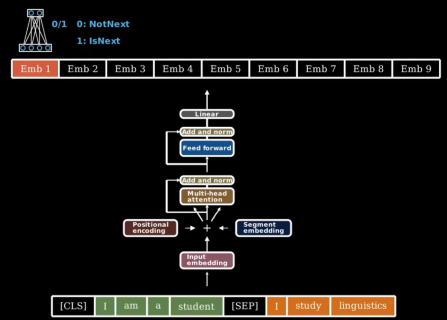 0/1 0: NotNext
1: IsNext
Emb 1 Emb 2 Emb 3 Emb 4 Emb 5 Emb 6 Emb 7 Emb 8 Emb 9
Linear
Add and norm
Feed forward
Add and norm
Multi-head
attention
Positional
encoding
+
Segment
embedding
Input
embedding
[CLS] I am a student [SEP] I study linguistics